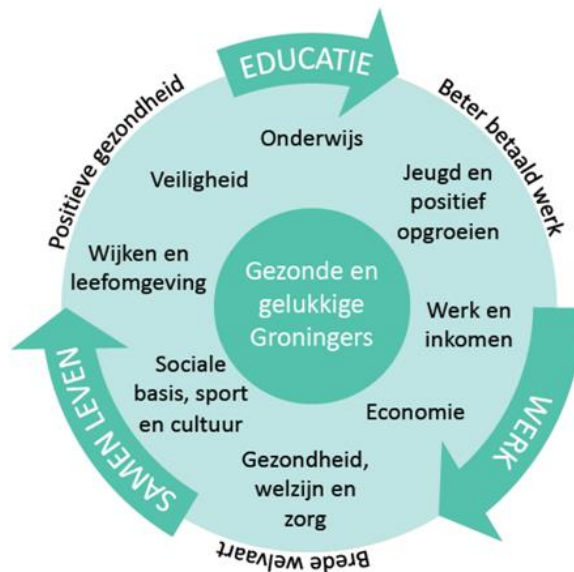 EDUCATIE
Positieve gezondheid
Beter betaald werk
Onderwijs
Veiligheid
Jeugd en
positief
opgroeien
Wijken en
leefomgeving
Gezonde en
gelukkige
Groningers
Werk en
inkomen
Sociale
basis, sport
en cultuur
Economie
WERK
SAMEN LEVEN
Gezondheid,
welzijn en
zorg
Brede welvaart